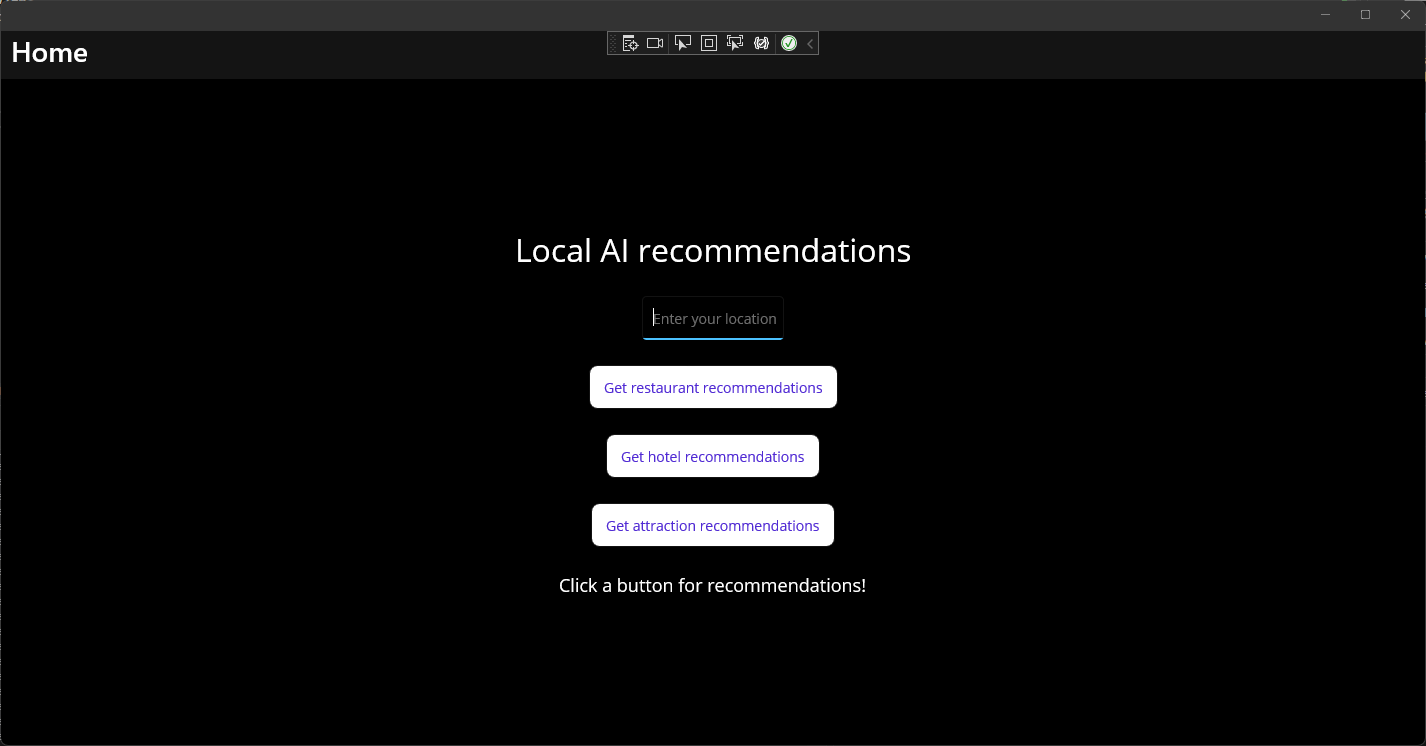 Home
Local AI recommendations
Enter your location
Get restaurant recommendations
Get hotel recommendations
Get attraction recommendations
Click a button for recommendations!